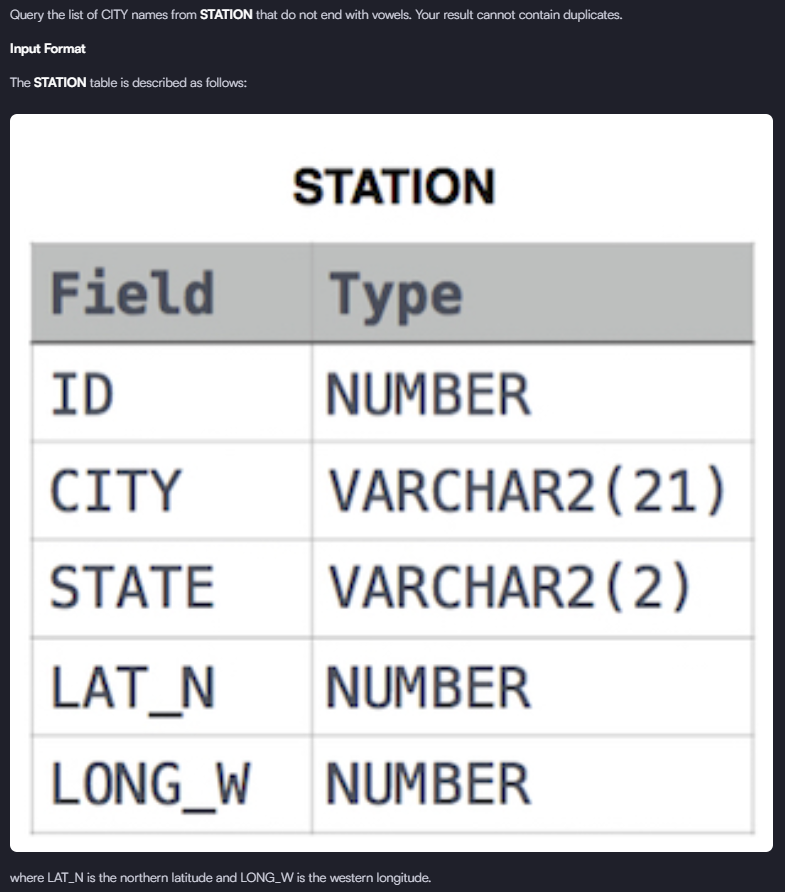 Query the list of CITY names from STATION that do not end with vowels. Your result cannot contain duplicates.
Input Format
The STATION table is described as follows:
STATION
Field Type
ID NUMBER
CITY VARCHAR2(21)
STATE VARCHAR2(2)
LAT_N NUMBER
LONG_W NUMBER
where LAT_N is the northern latitude and LONG_W is the western longitude.